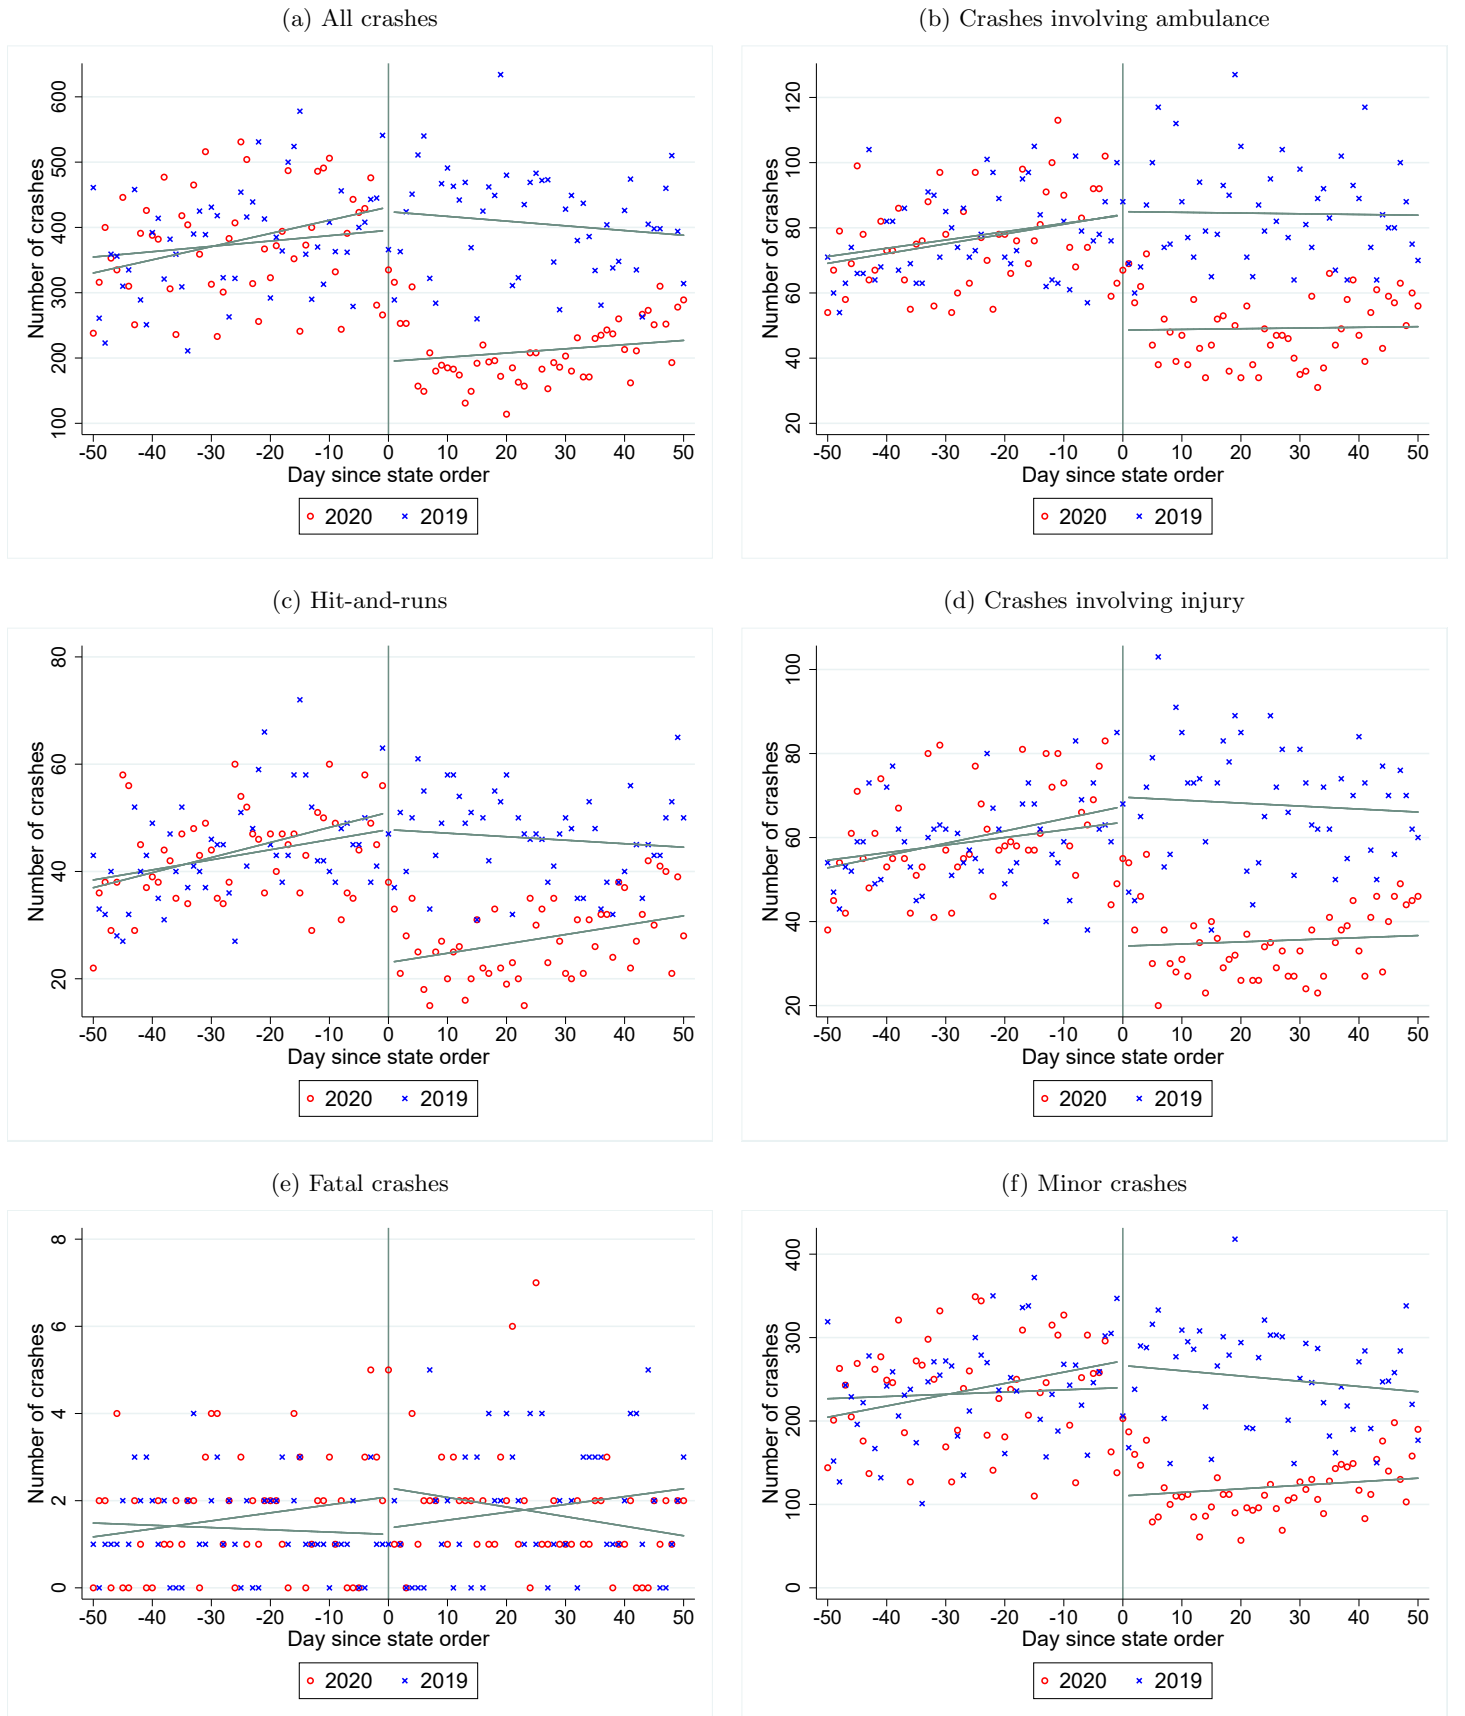 (a) All crashes
Number of crashes
600
500
400
300
200
100
-50 -40 -30 -20 -10 0 10 20 30 40 50
Day since state order
2020 2019
(b) Crashes involving ambulance
Number of crashes
120
100
80
60
40
20
-50 -40 -30 -20 -10 0 10 20 30 40 50
Day since state order
2020 2019
(c) Hit-and-runs
Number of crashes
80
60
40
20
-50 -40 -30 -20 -10 0 10 20 30 40 50
Day since state order
2020 2019
(d) Crashes involving injury
Number of crashes
100
80
60
40
20
-50 -40 -30 -20 -10 0 10 20 30 40 50
Day since state order
2020 2019
(e) Fatal crashes
Number of crashes
8
6
4
2
0
-50 -40 -30 -20 -10 0 10 20 30 40 50
Day since state order
2020 2019
(f) Minor crashes
Number of crashes
400
300
200
100
0
-50 -40 -30 -20 -10 0 10 20 30 40 50
Day since state order
2020 2019